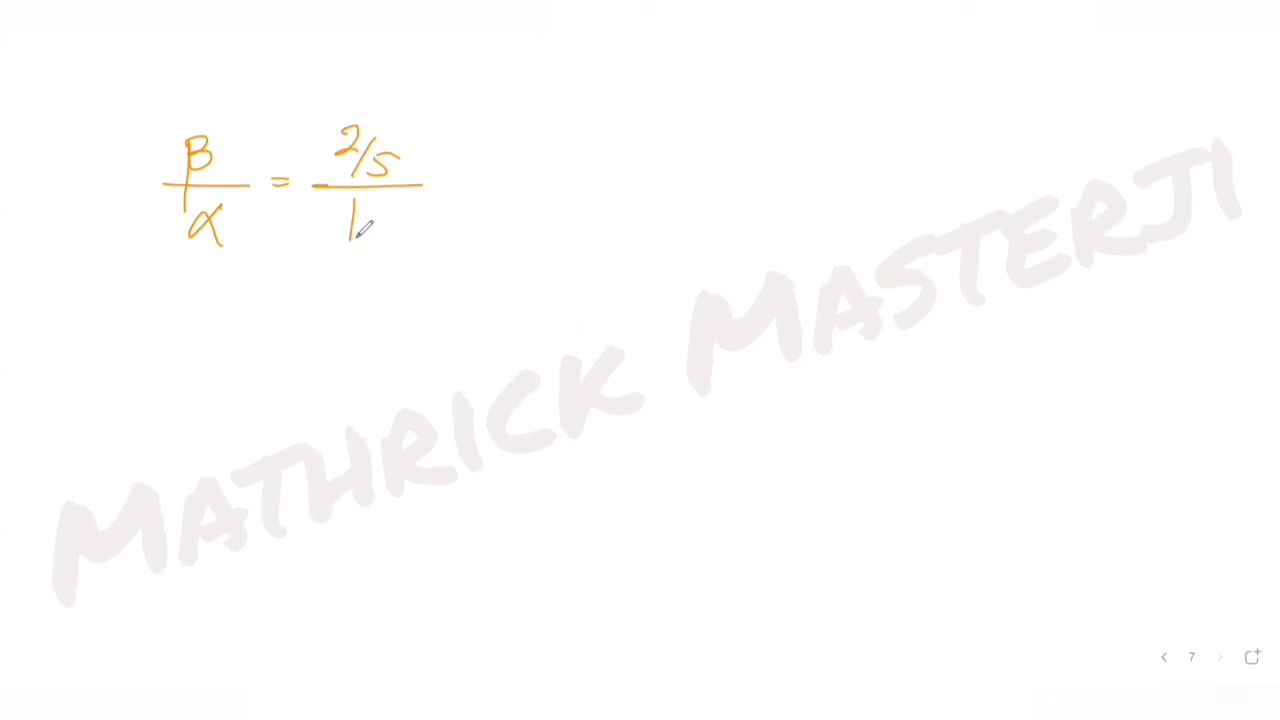 β/α = 2/5/1
MATHRICK MASTERJI
7